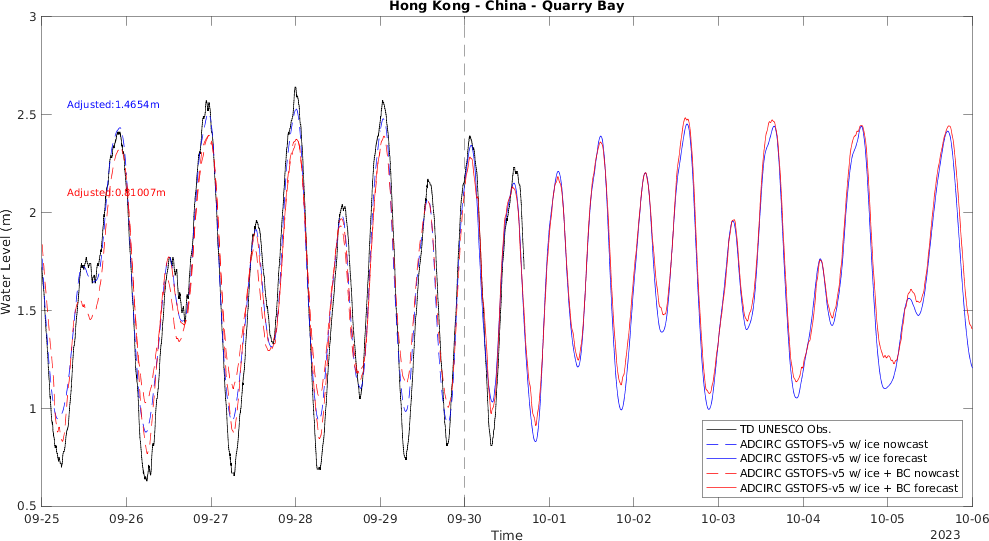 Hong Kong - China - Quarry Bay
3
2.5
2
1.5
1
0.5
Water Level (m)
Adjusted:1.4654m
Adjusted:0.81007m
TD UNESCO Obs.
ADCIRC GSTOFS-v5 w/ ice nowcast
ADCIRC GSTOFS-v5 w/ ice forecast
ADCIRC GSTOFS-v5 w/ ice + BC nowcast
ADCIRC GSTOFS-v5 w/ ice + BC forecast
09-25 09-26 09-27 09-28 09-29 09-30 10-01 10-02 10-03 10-04 10-05 10-06
Time
2023